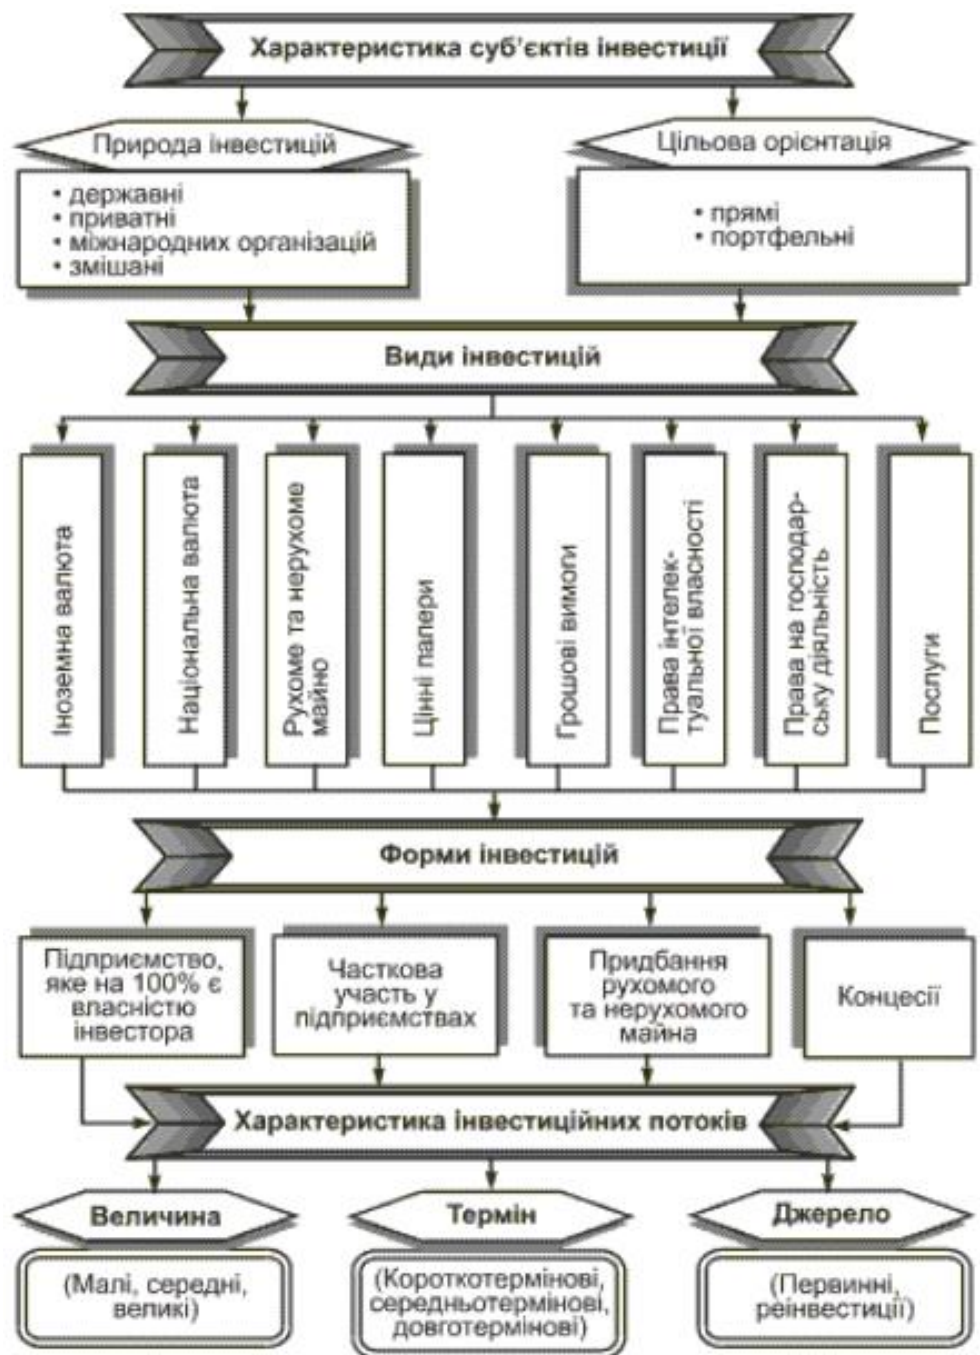 Характеристика суб'єктів інвестиції
Природа інвестицій
• державні
• приватні
• міжнародних організацій
• змішані
Цільова орієнтація
• прямі
• портфельні
Види інвестицій
Іноземна валюта
Національна валюта
Рухоме та нерухоме
майно
Цінні папери
Грошові вимоги
Права інтелек-
туальної власності
Права на господар-
ську діяльність
Послуги
Форми інвестицій
Підприємство,
яке на 100% є
власністю
інвестора
Часткова
участь у
підприємствах
Придбання
рухомого
та нерухомого
майна
Концесії
Характеристика інвестиційних потоків
Величина
(Малі, середні,
великі)
Термін
(Короткотермінові,
середньотермінові,
довготермінові)
Джерело
(Первинні,
реінвестиції)